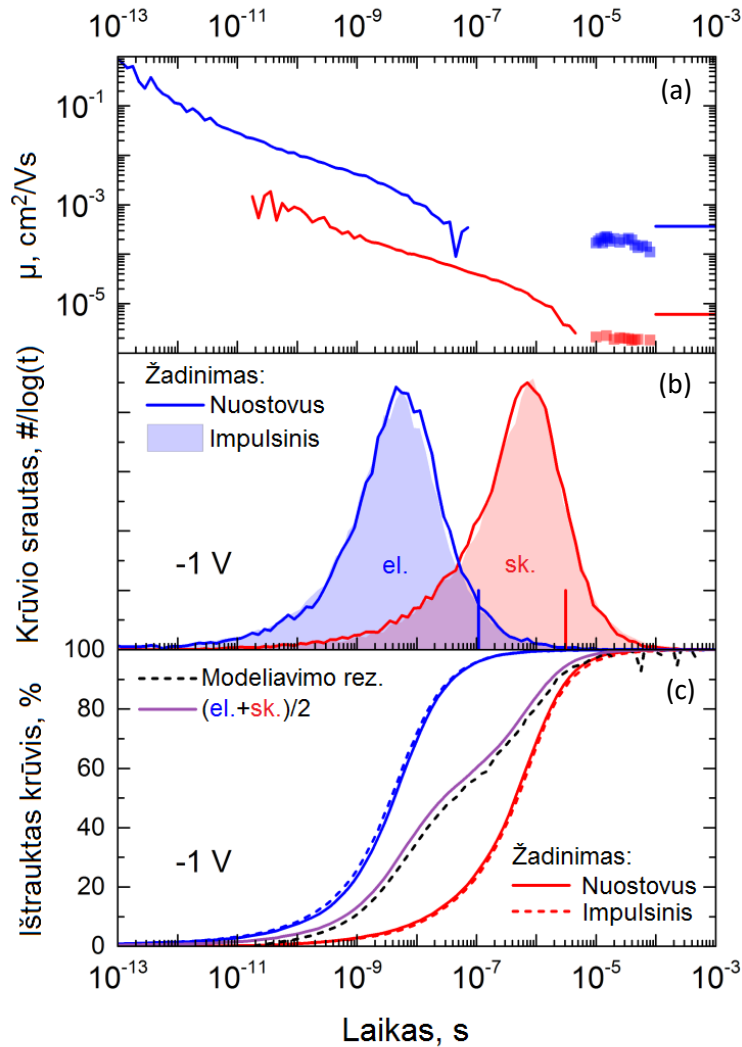 10⁻¹³ 10⁻¹¹ 10⁻⁹ 10⁻⁷ 10⁻⁵ 10⁻³
(a)
10⁻¹
10⁻³
10⁻⁵
μ, cm²/Vs
(b)
Žadinimas:
Nuostovus
Impulsinis
-1 V
el.
sk.
Krūvio srautas, #/log(t)
(c)
Modeliavimo rez.
(el.+sk.)/2
-1 V
Žadinimas:
Nuostovus
Impulsinis
100
80
60
40
20
0
Ištrauktas krūvis, %
10⁻¹³ 10⁻¹¹ 10⁻⁹ 10⁻⁷ 10⁻⁵ 10⁻³
Laikas, s